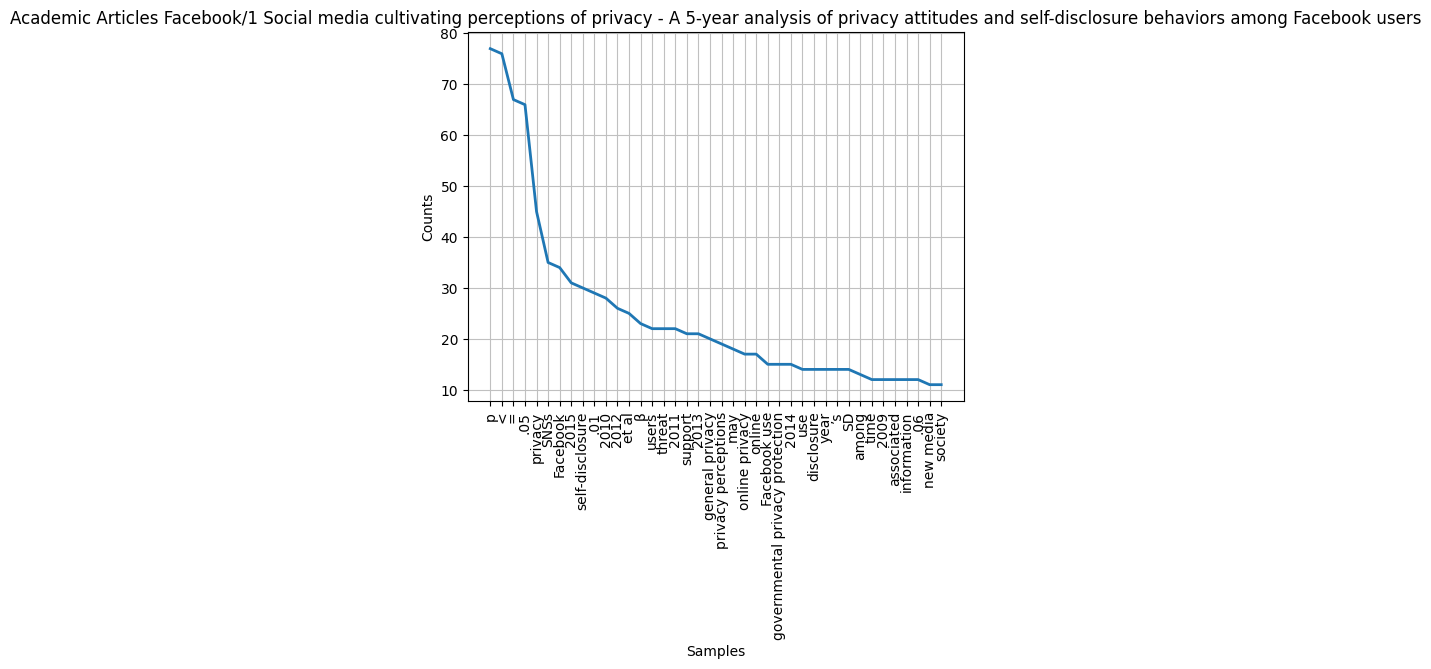 Academic Articles Facebook/1 Social media cultivating perceptions of privacy - A 5-year analysis of privacy attitudes and self-disclosure behaviors among Facebook users
80
70
60
50
40
30
20
10
Counts
p
<
=
.05
privacy
SNSs
Facebook
2015
self-disclosure
.01
2010
2012
et al
β
users
threat
2011
support
2013
general privacy
privacy perceptions
may
online privacy
online
Facebook use
governmental privacy protection
2014
use
disclosure
year
's
SD
among
time
2009
associated
information
.06
new media
society
Samples